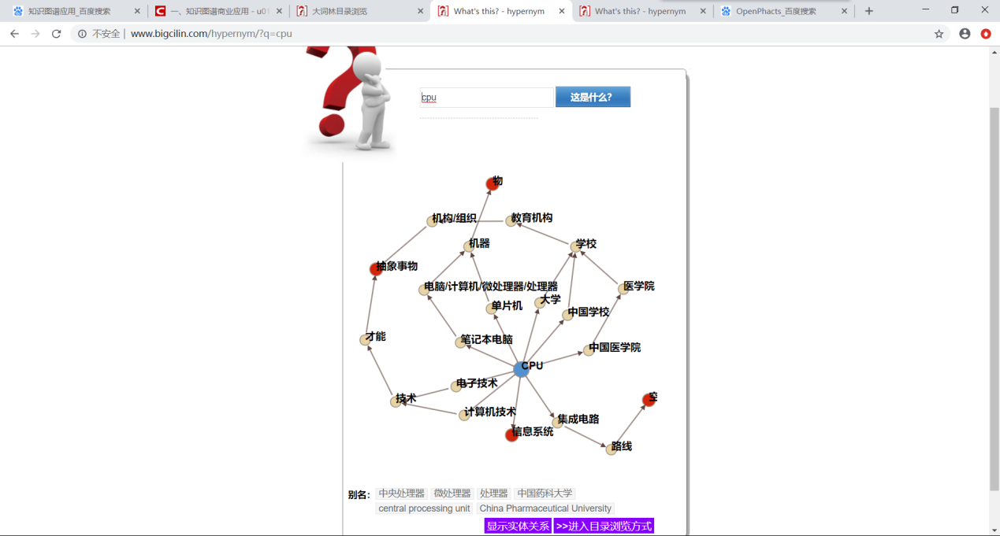 知识图谱应用_百度搜索
一、知识图谱商业应用 - u01
大词林目录浏览
What's this? - hypernym
What's this? - hypernym
OpenPhacts_百度搜索
不安全 | www.bigcilin.com/hypernym/?q=cpu
cpu 这是什么?
物
机构/组织 教育机构
机器 学校
抽象事物
电脑/计算机/微处理器/处理器 医学院
单片机 大学
中国学校
才能 笔记本电脑
中国医学院
CPU
电子技术
技术 空
计算机技术
集成电路
信息系统
路线
别名: 中央处理器 微处理器 处理器 中国药科大学
central processing unit China Pharmaceutical University
显示实体关系 >>进入目录浏览方式